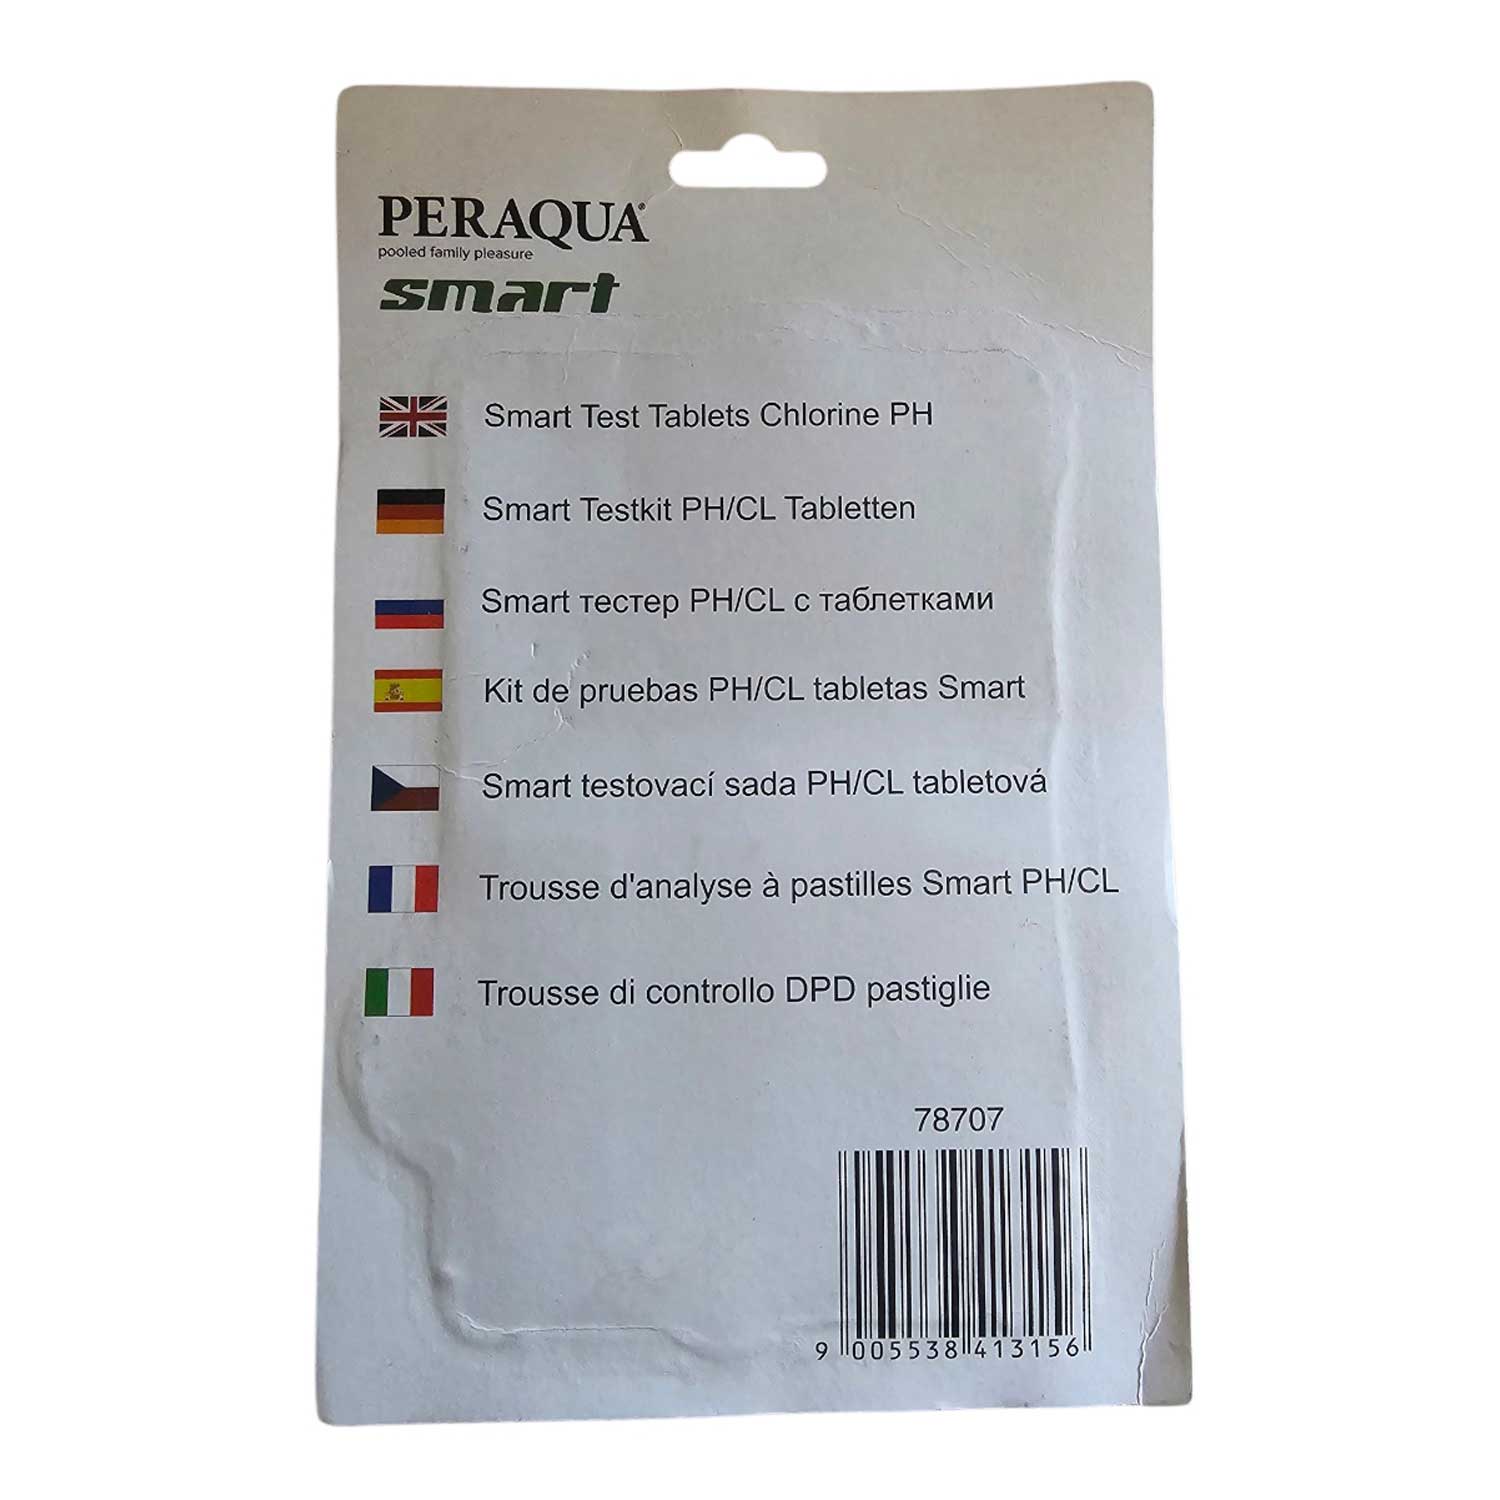 PERAQUA®
pooled family pleasure
smart
Smart Test Tablets Chlorine PH
Smart Testkit PH/CL Tabletten
Smart тестер PH/CL с таблетками
Kit de pruebas PH/CL tabletas Smart
Smart testovací sada PH/CL tabletová
Trousse d'analyse à pastilles Smart PH/CL
Trousse di controllo DPD pastiglie
78707
9 005538 413156